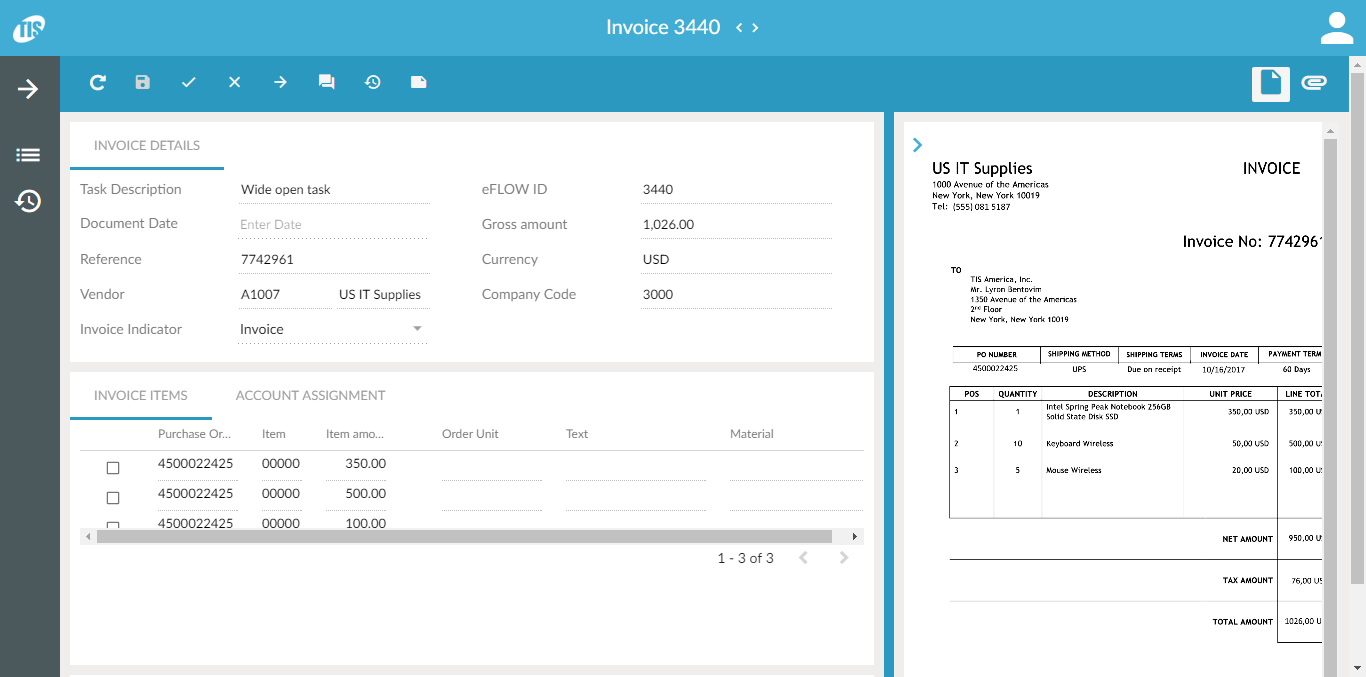 TIS
Invoice 3440
INVOICE DETAILS
Task Description Wide open task eFLOW ID 3440
Document Date Enter Date Gross amount 1,026.00
Reference 7742961 Currency USD
Vendor A1007 US IT Supplies Company Code 3000
Invoice Indicator Invoice
INVOICE ITEMS ACCOUNT ASSIGNMENT
Purchase Or... Item Item amo... Order Unit Text Material
4500022425 00000 350.00
4500022425 00000 500.00
4500022425 00000 100.00
1 - 3 of 3
US IT Supplies INVOICE
1000 Avenue of the Americas
New York, New York 10019
Tel: (555) 081 5187
Invoice No: 7742961
TO
TIS America, Inc.
Mr. Lyron Bentovim
1350 Avenue of the Americas
2nd Floor
New York, New York 10019
PO NUMBER SHIPPING METHOD SHIPPING TERMS INVOICE DATE PAYMENT TERM
4500022425 UPS Due on receipt 10/16/2017 60 Days
POS QUANTITY DESCRIPTION UNIT PRICE LINE TOTA
1 1 Intel Spring Peak Notebook 256GB 350,00 USD 350,00 U
Solid State Disk SSD
2 10 Keyboard Wireless 50,00 USD 500,00 U
3 5 Mouse Wireless 20,00 USD 100,00 U
NET AMOUNT 950,00 U
TAX AMOUNT 76,00 US
TOTAL AMOUNT 1026,00 U